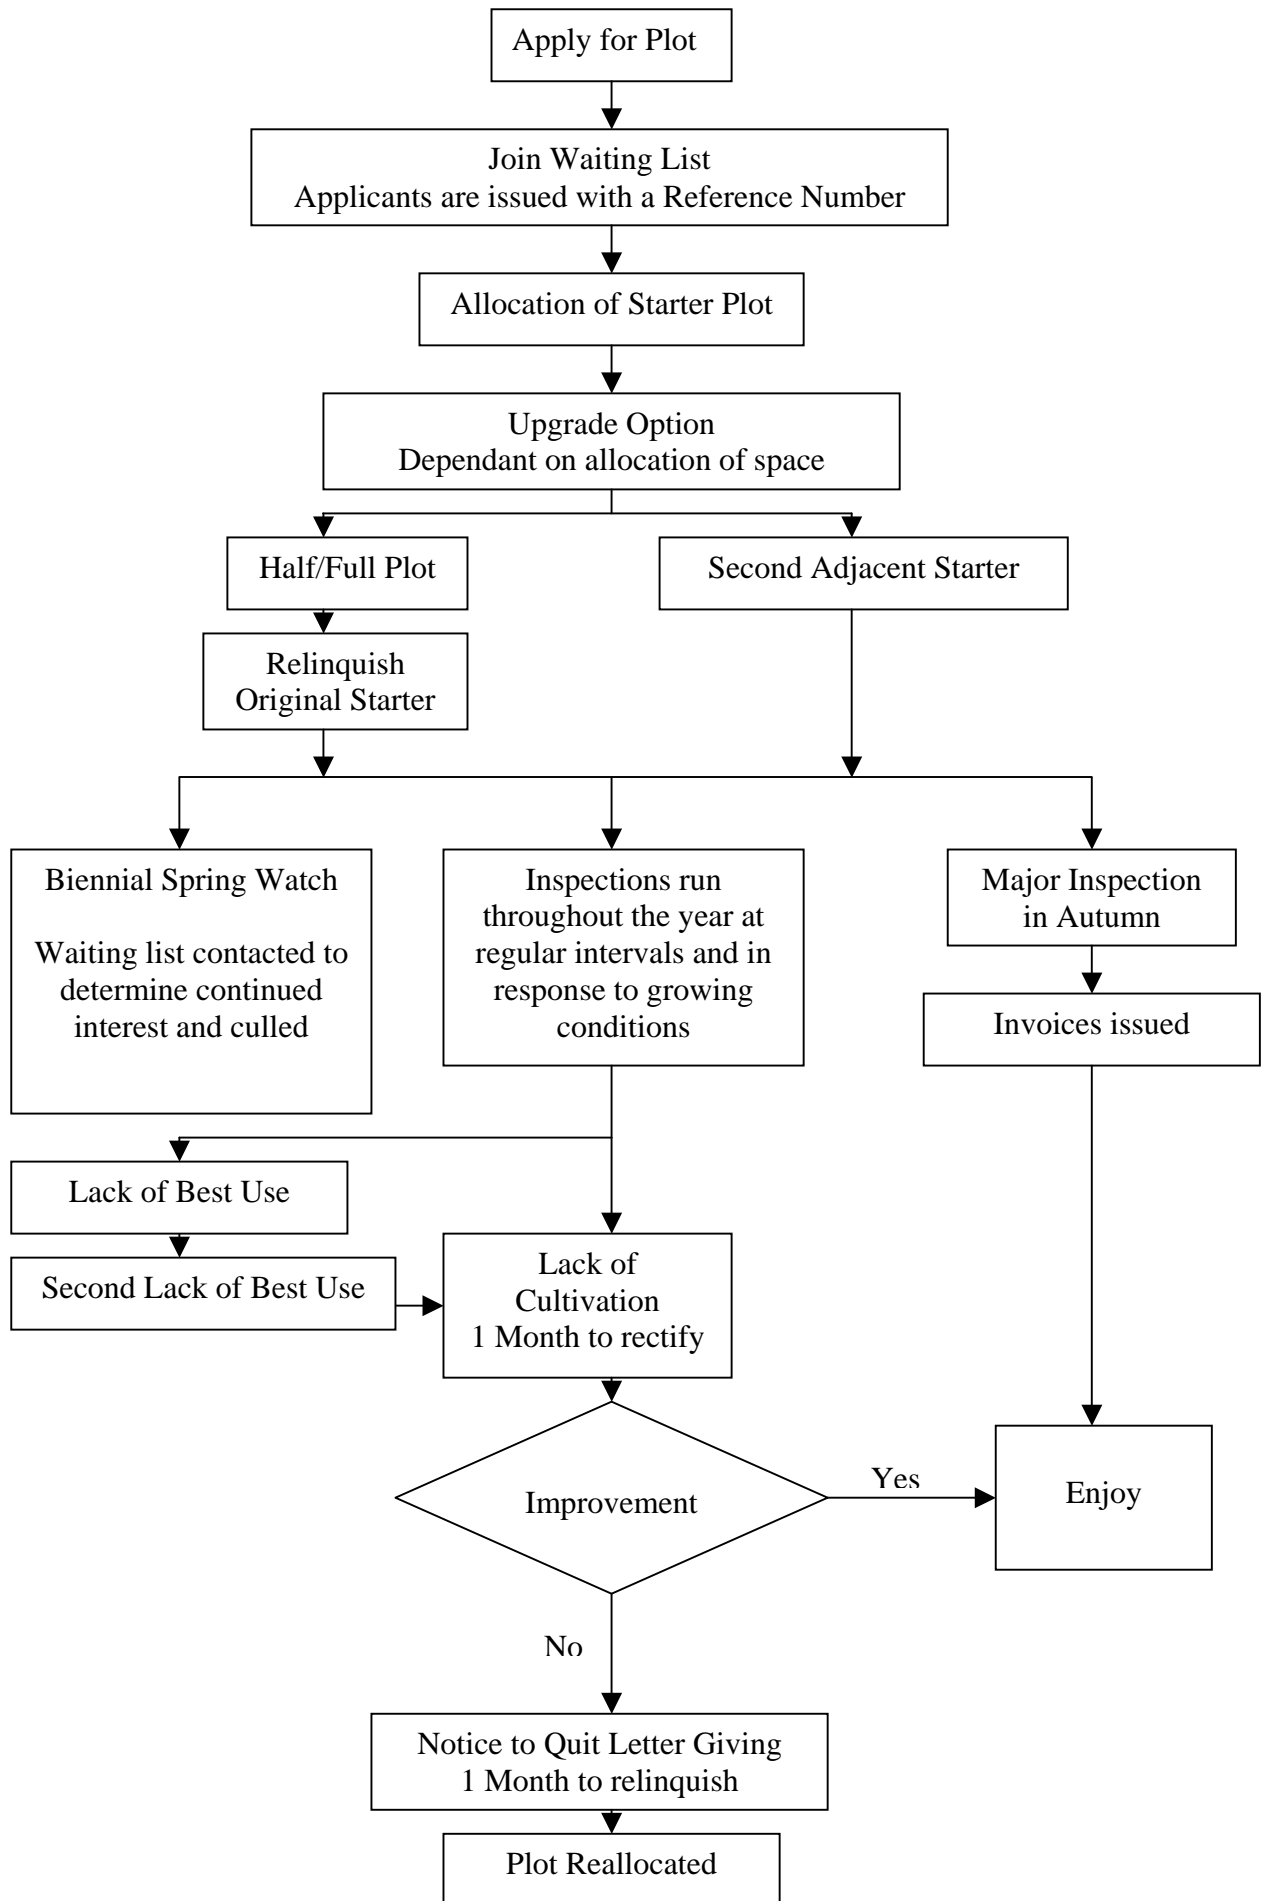 Apply for Plot
Join Waiting List
Applicants are issued with a Reference Number
Allocation of Starter Plot
Upgrade Option
Dependant on allocation of space
Half/Full Plot
Second Adjacent Starter
Relinquish
Original Starter
Biennial Spring Watch
Waiting list contacted to
determine continued
interest and culled
Inspections run
throughout the year at
regular intervals and in
response to growing
conditions
Major Inspection
in Autumn
Invoices issued
Lack of Best Use
Second Lack of Best Use
Lack of
Cultivation
1 Month to rectify
Improvement
Yes
Enjoy
No
Notice to Quit Letter Giving
1 Month to relinquish
Plot Reallocated